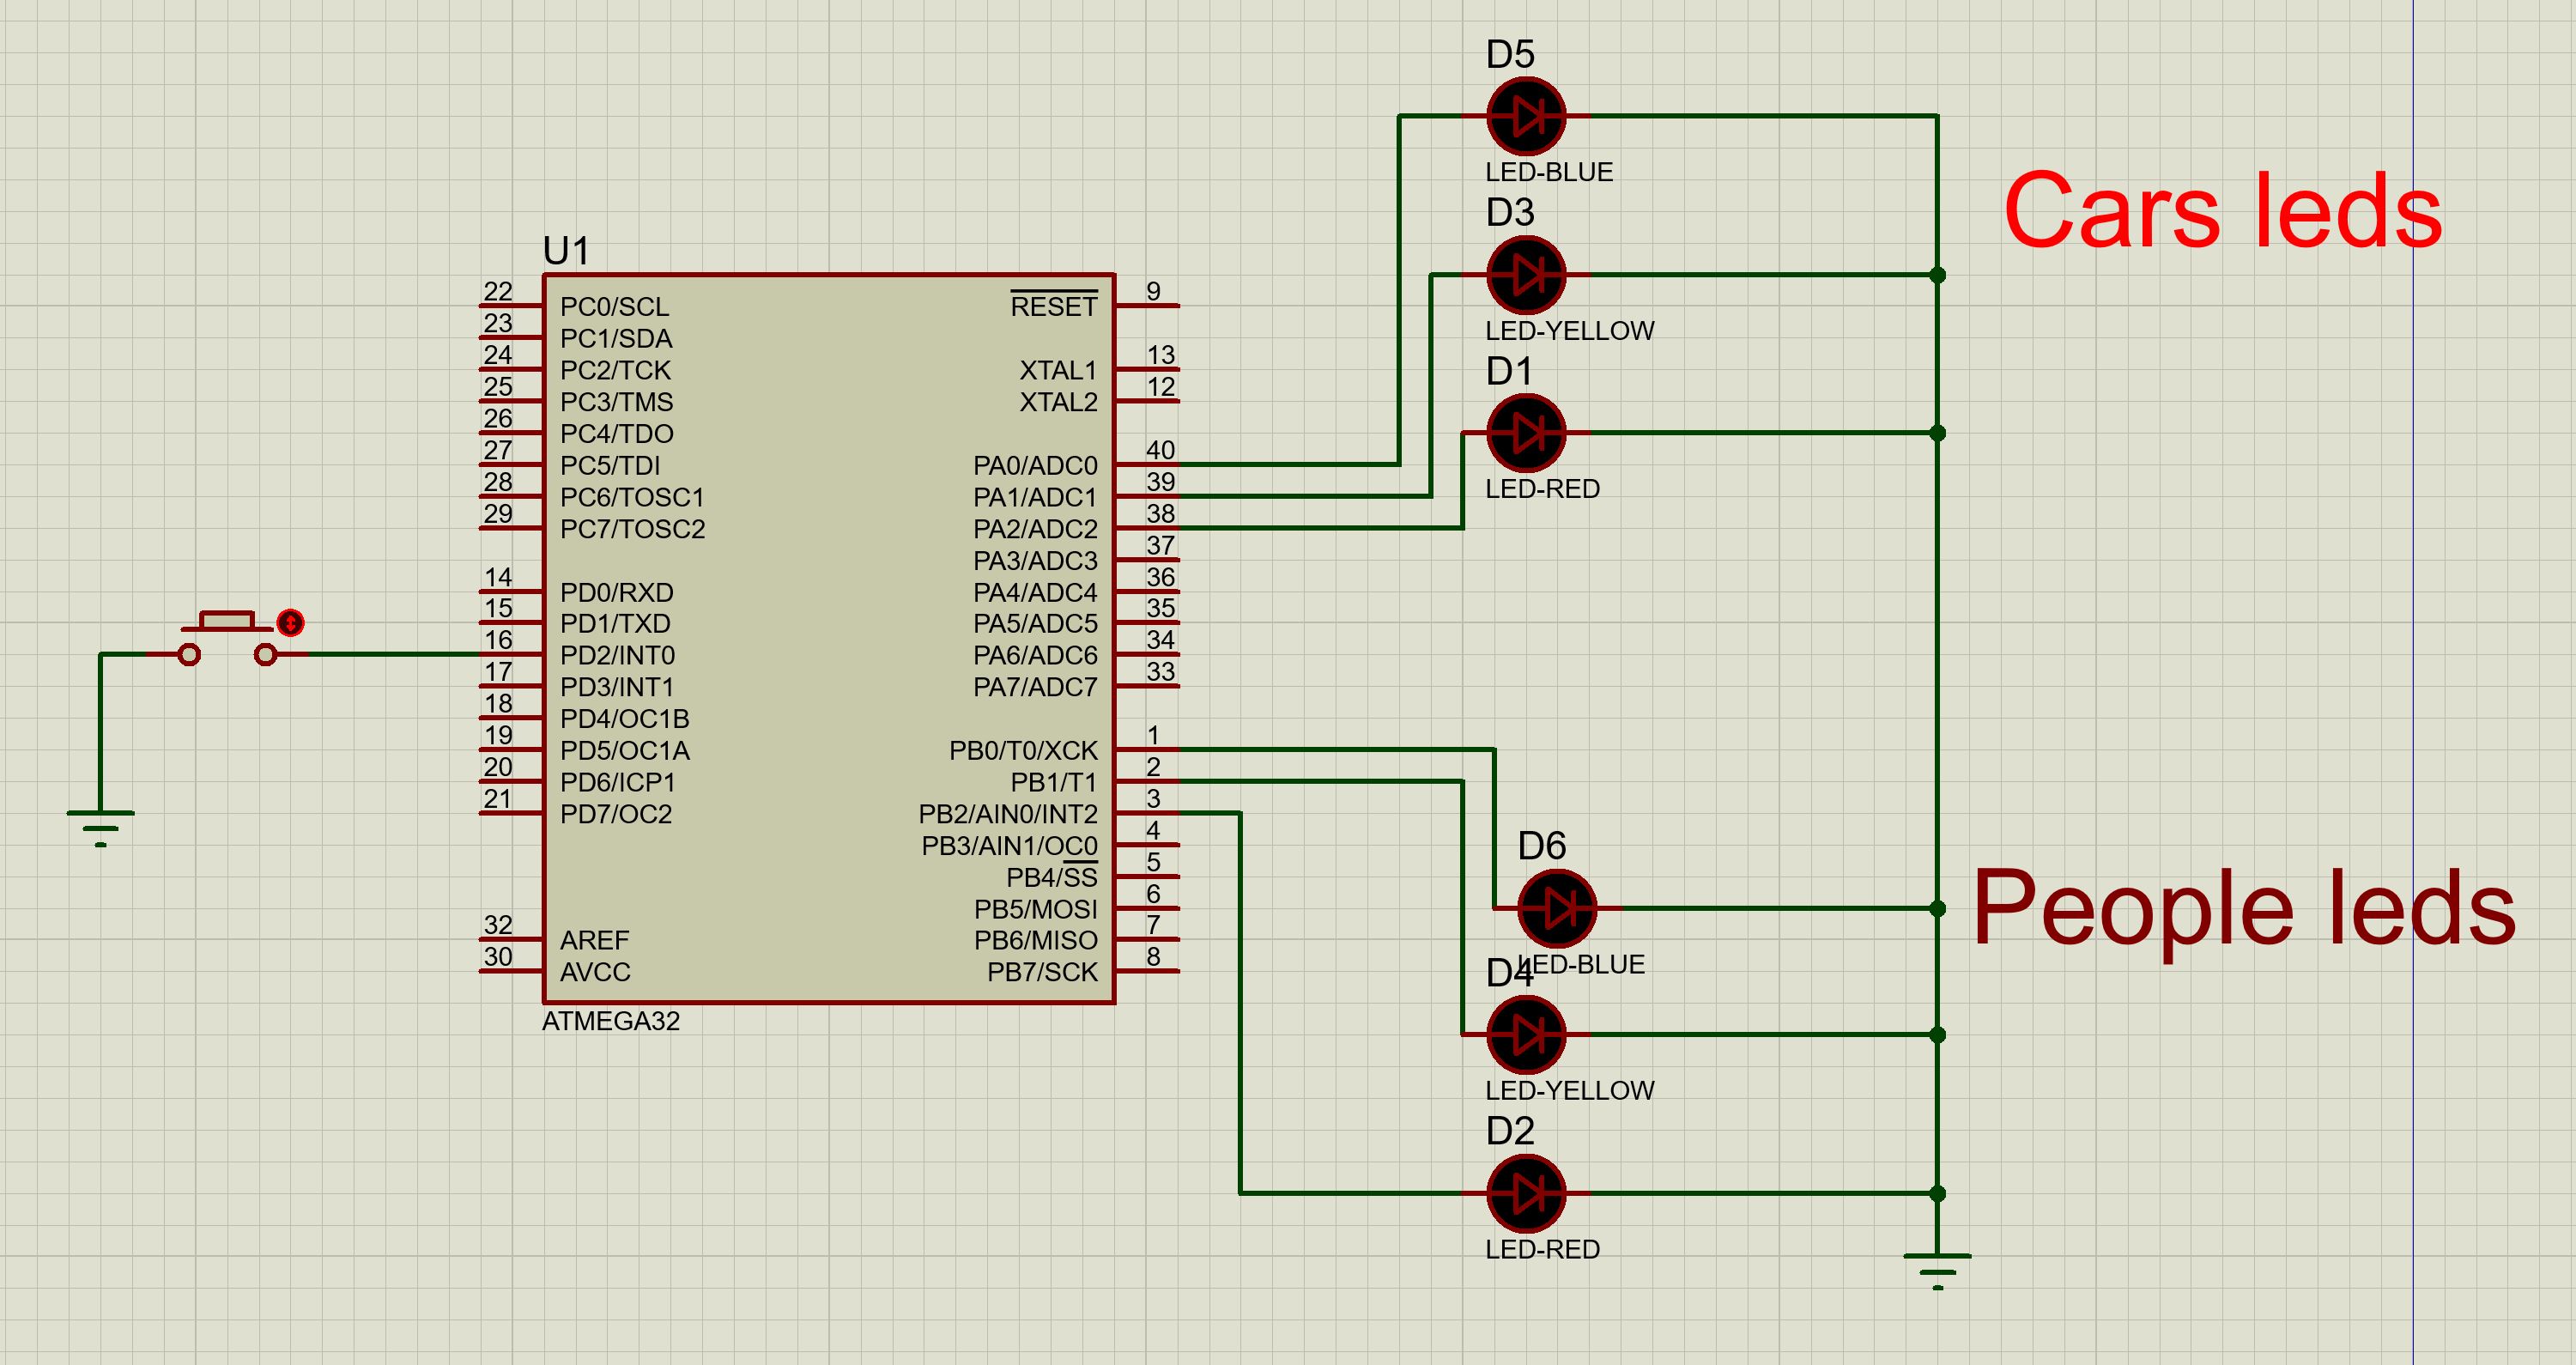 D5
LED-BLUE
D3
LED-YELLOW
D1
LED-RED
Cars leds
U1
22 PC0/SCL
23 PC1/SDA
24 PC2/TCK
25 PC3/TMS
26 PC4/TDO
27 PC5/TDI
28 PC6/TOSC1
29 PC7/TOSC2
14 PD0/RXD
15 PD1/TXD
16 PD2/INT0
17 PD3/INT1
18 PD4/OC1B
19 PD5/OC1A
20 PD6/ICP1
21 PD7/OC2
32 AREF
30 AVCC
RESET 9
XTAL1 13
XTAL2 12
PA0/ADC0 40
PA1/ADC1 39
PA2/ADC2 38
PA3/ADC3 37
PA4/ADC4 36
PA5/ADC5 35
PA6/ADC6 34
PA7/ADC7 33
PB0/T0/XCK 1
PB1/T1 2
PB2/AIN0/INT2 3
PB3/AIN1/OC0 4
PB4/SS 5
PB5/MOSI 6
PB6/MISO 7
PB7/SCK 8
ATMEGA32
D6
LED-BLUE
D4
LED-YELLOW
D2
LED-RED
People leds